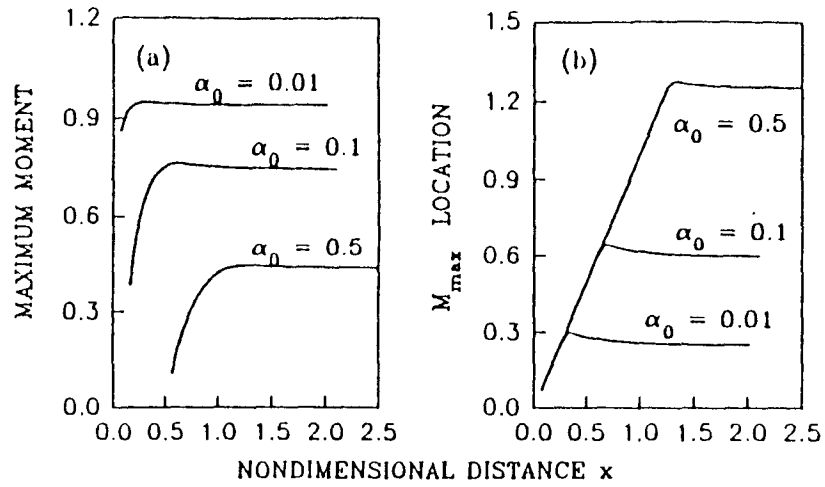 1.2
0.9
0.6
0.3
0.0
MAXIMUM MOMENT
(a)
α₀ = 0.01
α₀ = 0.1
α₀ = 0.5
0.0 0.5 1.0 1.5 2.0 2.5
1.5
1.2
0.9
0.6
0.3
0.0
Mmax LOCATION
(b)
α₀ = 0.5
α₀ = 0.1
α₀ = 0.01
0.0 0.5 1.0 1.5 2.0 2.5
NONDIMENSIONAL DISTANCE x